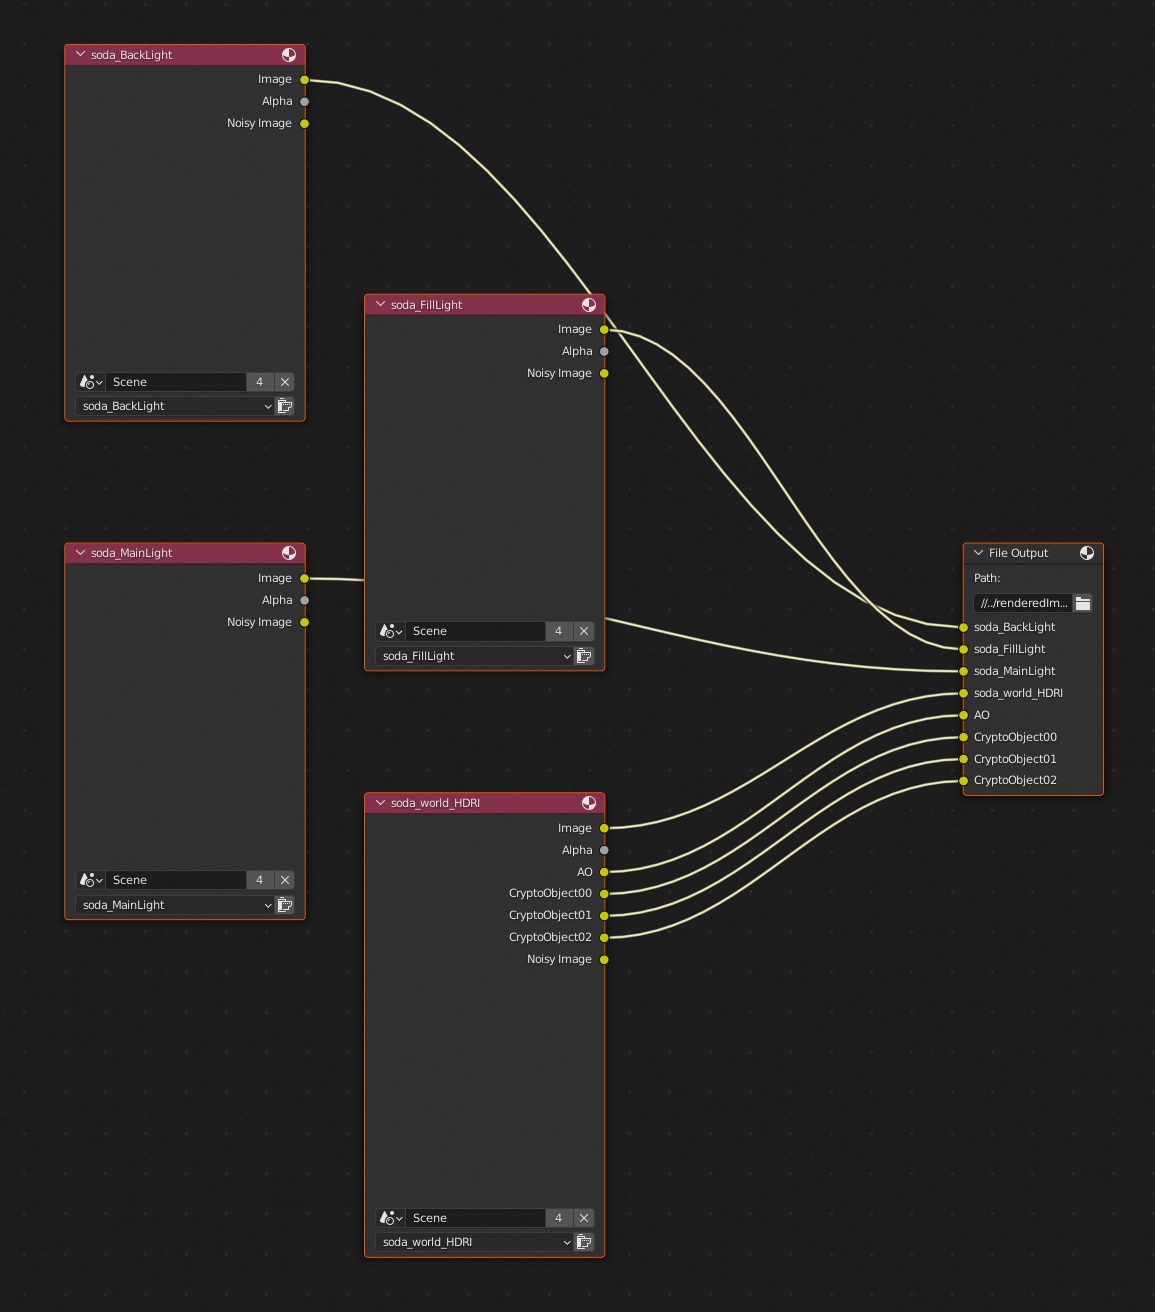 soda_BackLight
Image
Alpha
Noisy Image
Scene 4
soda_BackLight
soda_FillLight
Image
Alpha
Noisy Image
Scene 4
soda_FillLight
soda_MainLight
Image
Alpha
Noisy Image
Scene 4
soda_MainLight
soda_world_HDRI
Image
Alpha
AO
CryptoObject00
CryptoObject01
CryptoObject02
Noisy Image
Scene 4
soda_world_HDRI
File Output
Path:
//../renderedIm...
soda_BackLight
soda_FillLight
soda_MainLight
soda_world_HDRI
AO
CryptoObject00
CryptoObject01
CryptoObject02